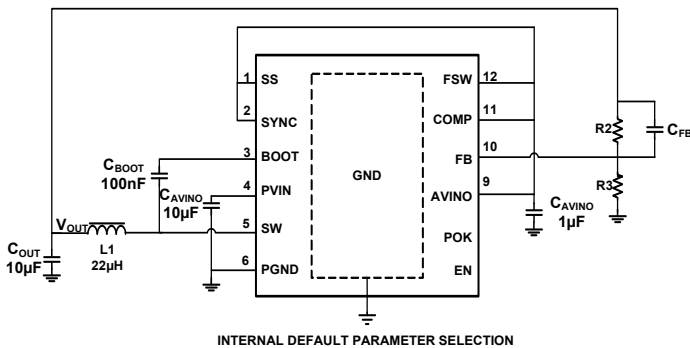 1 SS
2 SYNC
3 BOOT
4 PVIN
5 SW
6 PGND
GND
FSW 12
COMP 11
FB 10
AVINO 9
POK
EN
CBOOT
100nF
CAVINO
10µF
VOUT
L1
22µH
COUT
10µF
R2
CFB
R3
CAVINO
1µF
INTERNAL DEFAULT PARAMETER SELECTION